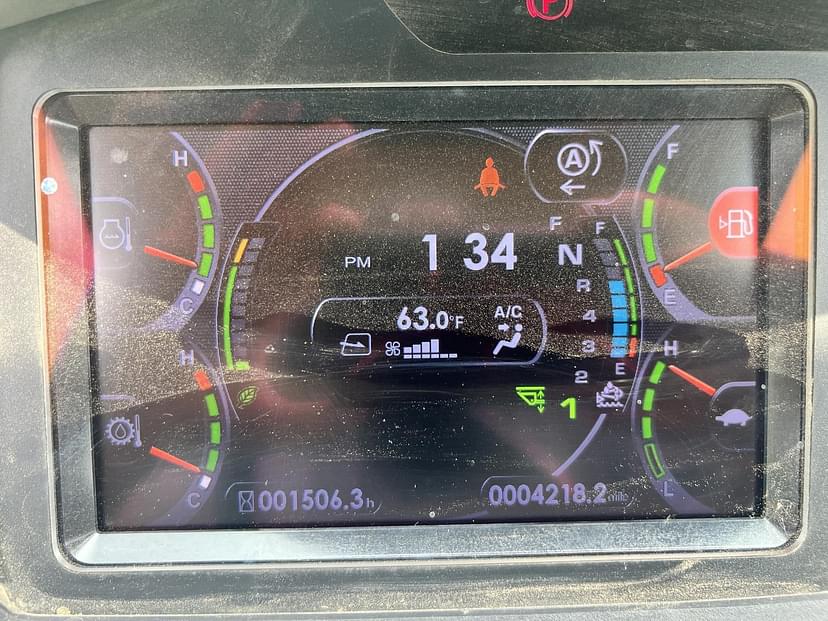 P
H
F
A
F F
PM 1 34 N
C
R
E
63.0°F A/C
4
3
H
H
E
2
1
C
L
001506.3h
0004218.2mile